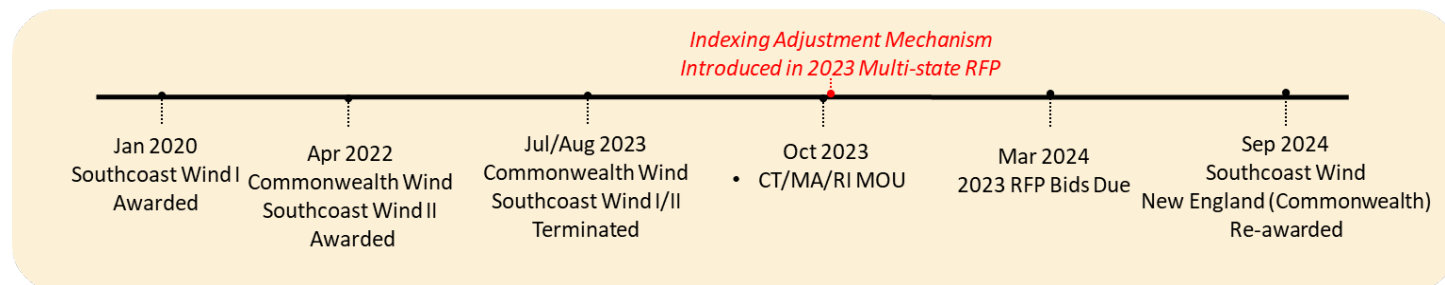 Indexing Adjustment Mechanism
Introduced in 2023 Multi-state RFP
Jan 2020
Southcoast Wind I
Awarded
Apr 2022
Commonwealth Wind
Southcoast Wind II
Awarded
Jul/Aug 2023
Commonwealth Wind
Southcoast Wind I/II
Terminated
Oct 2023
• CT/MA/RI MOU
Mar 2024
2023 RFP Bids Due
Sep 2024
Southcoast Wind
New England (Commonwealth)
Re-awarded